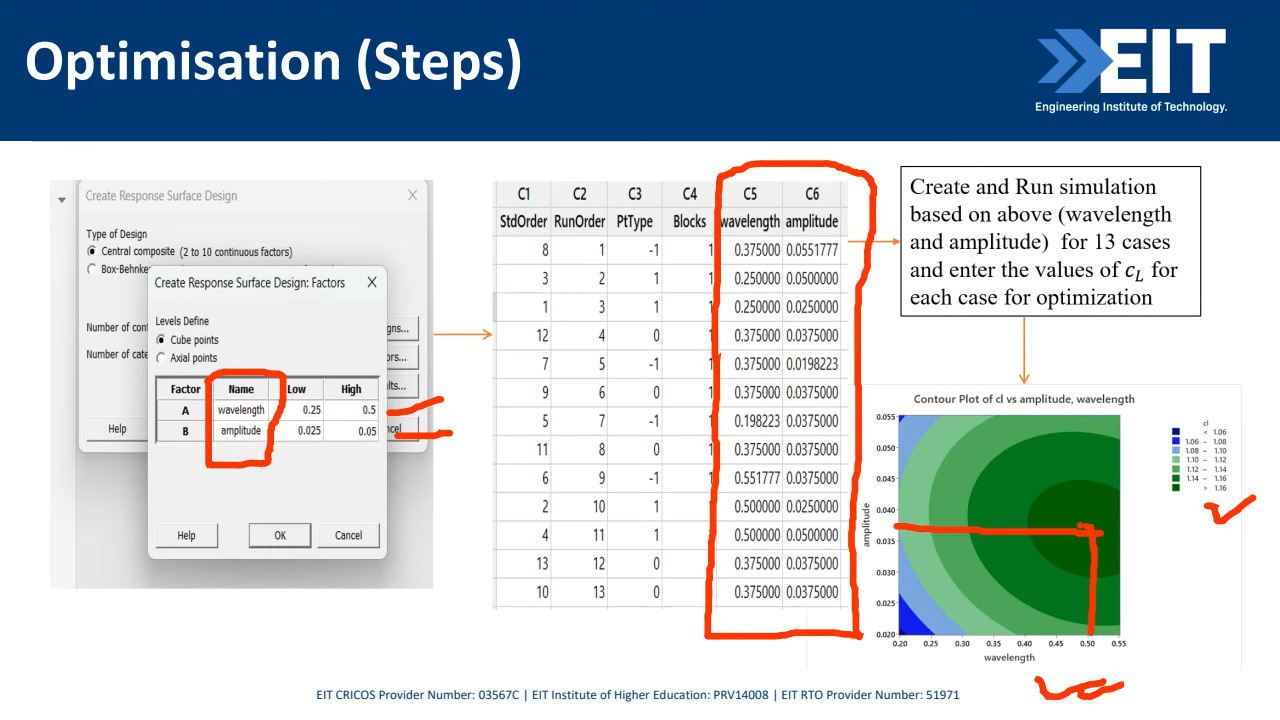 Optimisation (Steps)
EIT
Engineering Institute of Technology.
Create Response Surface Design
Type of Design
Central composite (2 to 10 continuous factors)
Box-Behnke
Number of cont
Number of cate
gns...
ors...
lts...
Help
ncel
Create Response Surface Design: Factors
Levels Define
Cube points
Axial points
Factor Name Low High
A wavelength 0.25 0.5
B amplitude 0.025 0.05
Help OK Cancel
C1 C2 C3 C4 C5 C6
StdOrder RunOrder PtType Blocks wavelength amplitude
8 1 -1 1 0.375000 0.0551777
3 2 1 1 0.250000 0.0500000
1 3 1 1 0.250000 0.0250000
12 4 0 1 0.375000 0.0375000
7 5 -1 1 0.375000 0.0198223
9 6 0 1 0.375000 0.0375000
5 7 -1 1 0.198223 0.0375000
11 8 0 1 0.375000 0.0375000
6 9 -1 1 0.551777 0.0375000
2 10 1 1 0.500000 0.0250000
4 11 1 1 0.500000 0.0500000
13 12 0 1 0.375000 0.0375000
10 13 0 1 0.375000 0.0375000
Create and Run simulation
based on above (wavelength
and amplitude) for 13 cases
and enter the values of c_L for
each case for optimization
Contour Plot of cl vs amplitude, wavelength
0.055
0.050
0.045
0.040
0.035
0.030
0.025
0.020
amplitude
0.20 0.25 0.30 0.35 0.40 0.45 0.50 0.55
wavelength
cl
< 1.06
1.06 – 1.08
1.08 – 1.10
1.10 – 1.12
1.12 – 1.14
1.14 – 1.16
> 1.16
EIT CRICOS Provider Number: 03567C | EIT Institute of Higher Education: PRV14008 | EIT RTO Provider Number: 51971